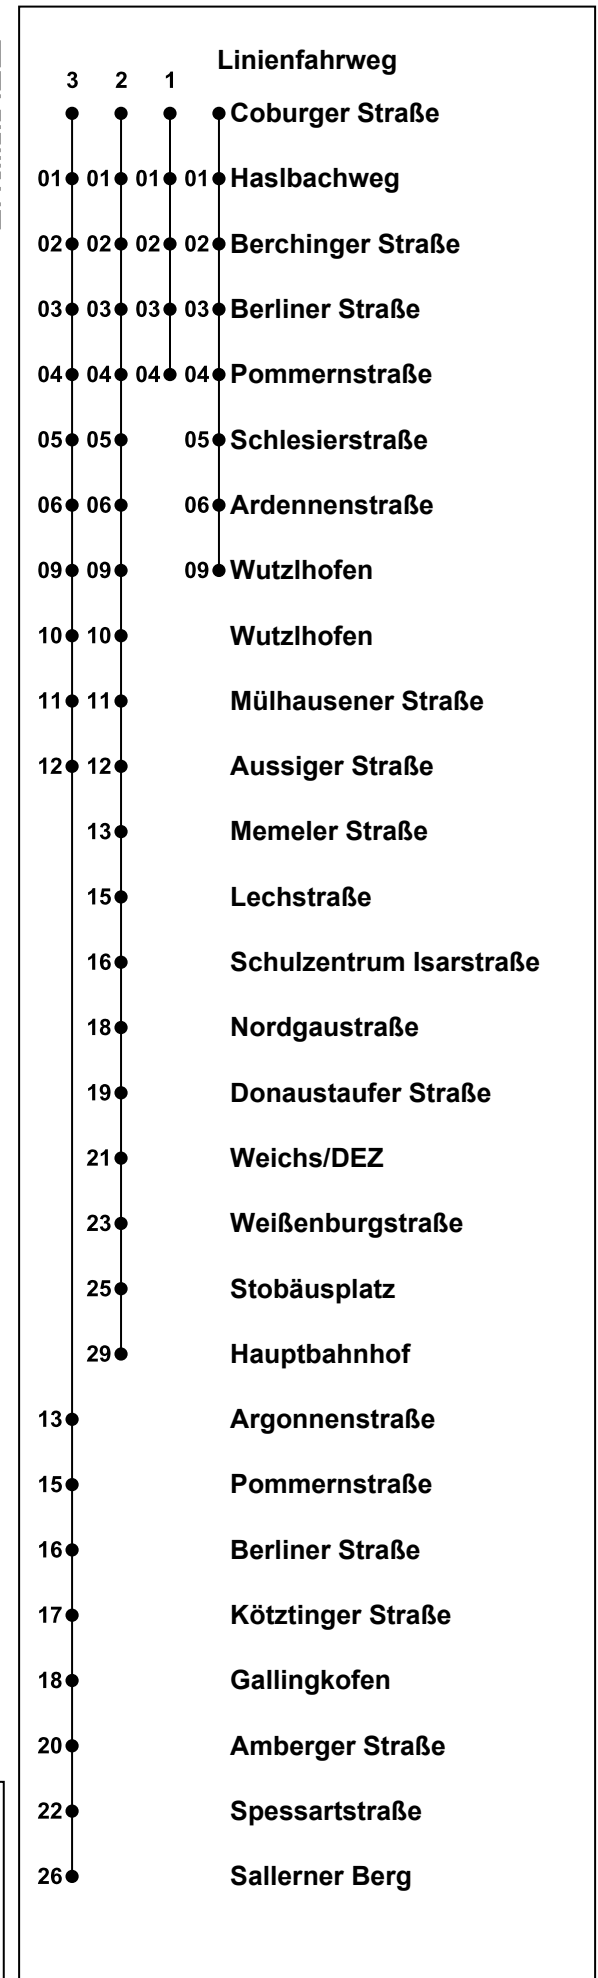 Linienfahrweg
3 2 1
Coburger Straße
01 01 01 01 Haslbachweg
02 02 02 02 Berchinger Straße
03 03 03 03 Berliner Straße
04 04 04 04 Pommernstraße
05 05 05 Schlesierstraße
06 06 06 Ardennenstraße
09 09 09 Wutzlhofen
10 10 Wutzlhofen
11 11 Mülhausener Straße
12 12 Aussiger Straße
13 Memeler Straße
15 Lechstraße
16 Schulzentrum Isarstraße
18 Nordgaustraße
19 Donaustaufer Straße
21 Weichs/DEZ
23 Weißenburgstraße
25 Stobäusplatz
29 Hauptbahnhof
13 Argonnenstraße
15 Pommernstraße
16 Berliner Straße
17 Kötztinger Straße
18 Gallingkofen
20 Amberger Straße
22 Spessartstraße
26 Sallerner Berg